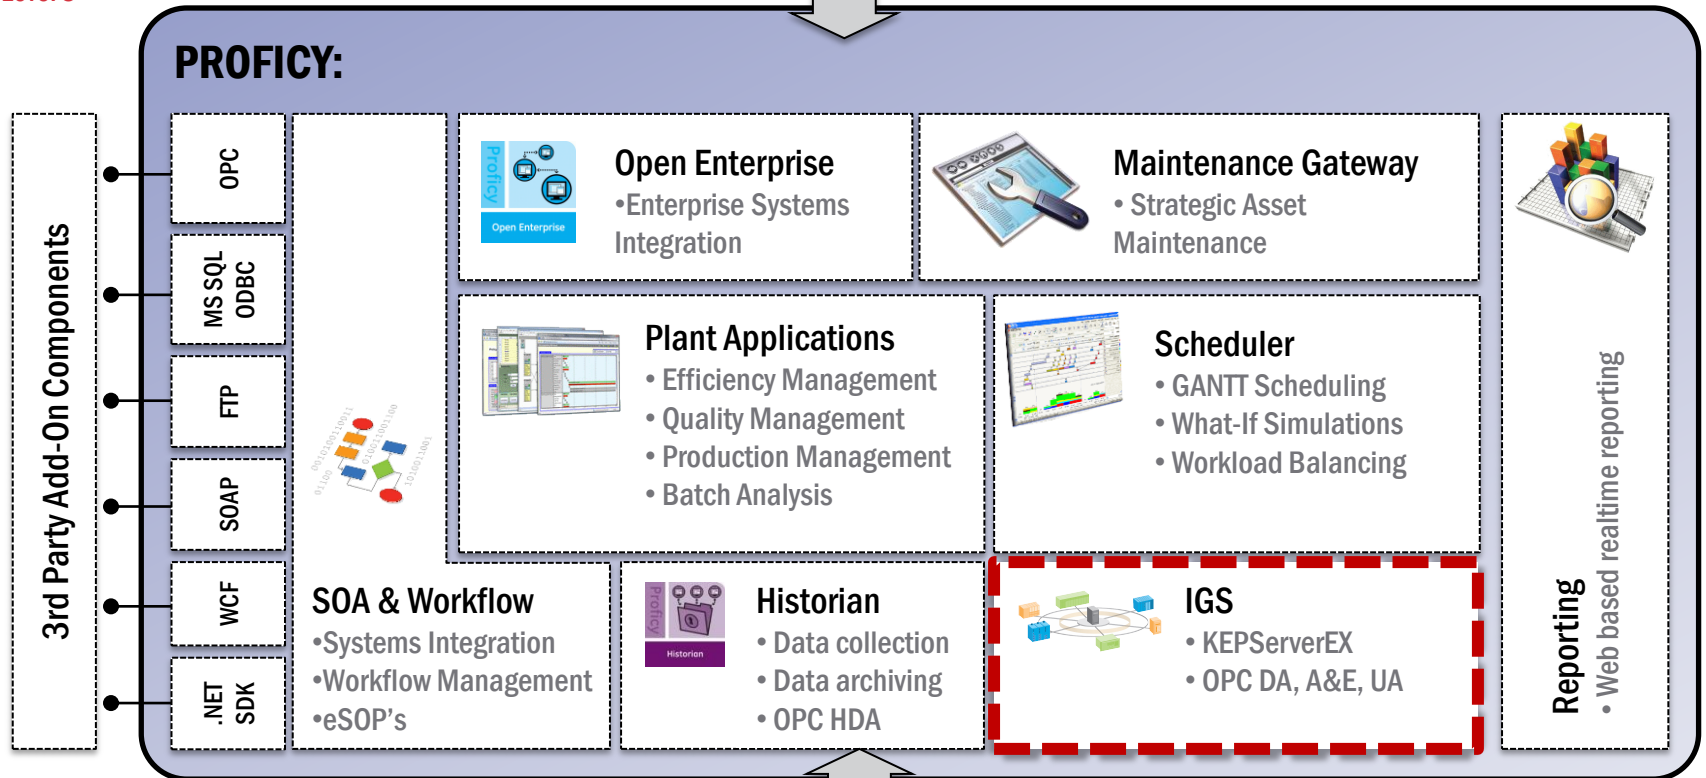 PROFICY:
3rd Party Add-On Components
OPC
MS SQL
ODBC
FTP
SOAP
WCF
.NET
SDK
SOA & Workflow
•Systems Integration
•Workflow Management
•eSOP's
Proficy
Open Enterprise
Open Enterprise
•Enterprise Systems
Integration
Maintenance Gateway
• Strategic Asset
Maintenance
Plant Applications
• Efficiency Management
• Quality Management
• Production Management
• Batch Analysis
Scheduler
• GANTT Scheduling
• What-If Simulations
• Workload Balancing
Proficy
Historian
Historian
• Data collection
• Data archiving
• OPC HDA
IGS
• KEPServerEX
• OPC DA, A&E, UA
Reporting
• Web based realtime reporting